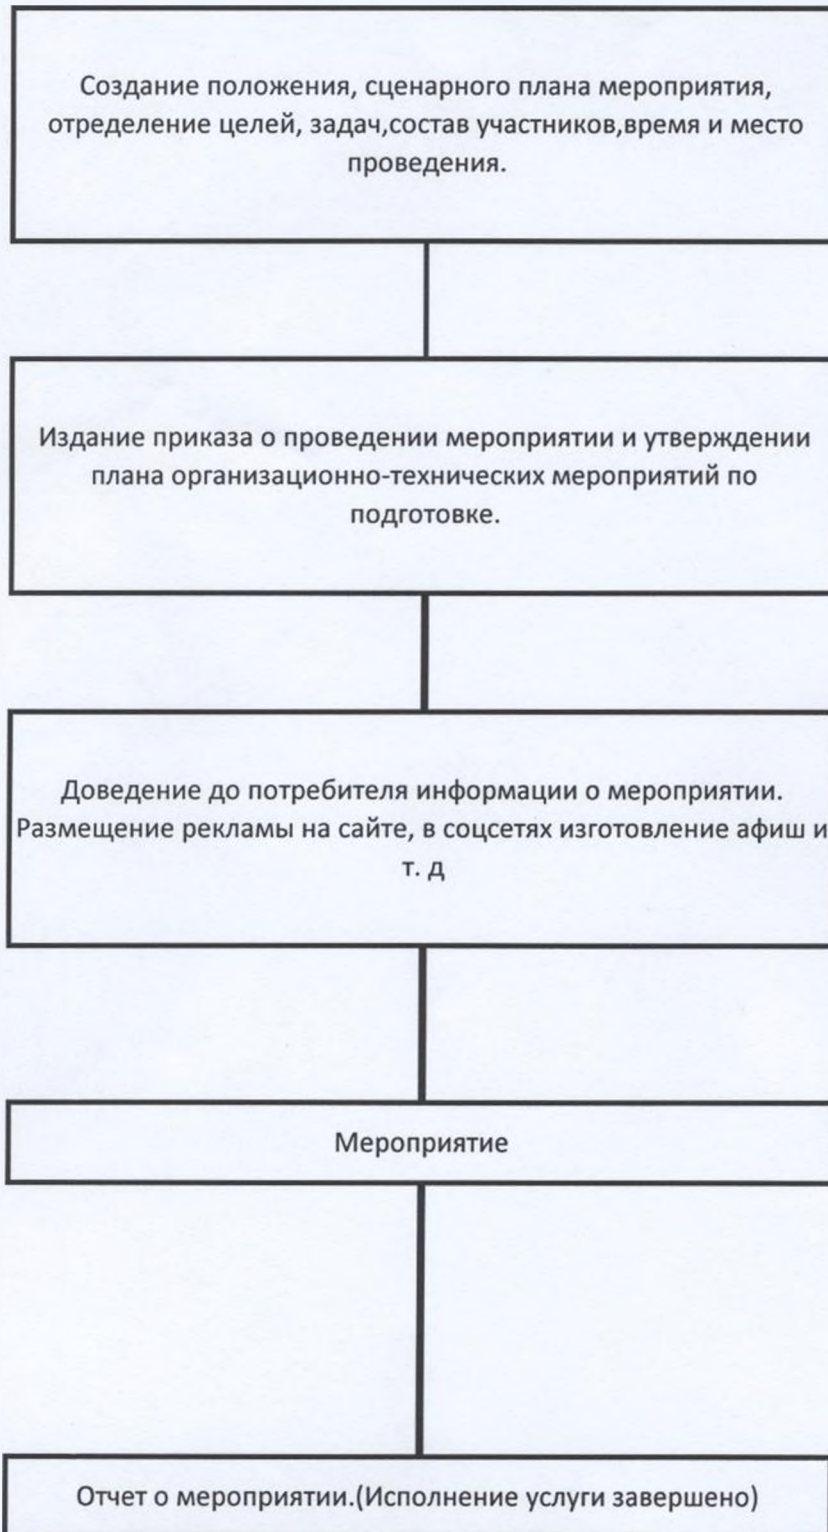 Создание положения, сценарного плана мероприятия,
отределение целей, задач,состав участников,время и место
проведения.
Издание приказа о проведении мероприятии и утверждении
плана организационно-технических мероприятий по
подготовке.
Доведение до потребителя информации о мероприятии.
Размещение рекламы на сайте, в соцсетях изготовление афиш и
т. д
Мероприятие
Отчет о мероприятии.(Исполнение услуги завершено)